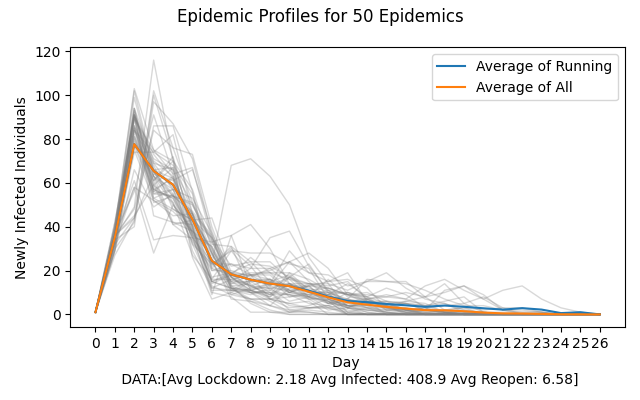 Epidemic Profiles for 50 Epidemics
120
100
80
60
40
20
0
Newly Infected Individuals
Average of Running
Average of All
0 1 2 3 4 5 6 7 8 9 10 11 12 13 14 15 16 17 18 19 20 21 22 23 24 25 26
Day
DATA:[Avg Lockdown: 2.18 Avg Infected: 408.9 Avg Reopen: 6.58]